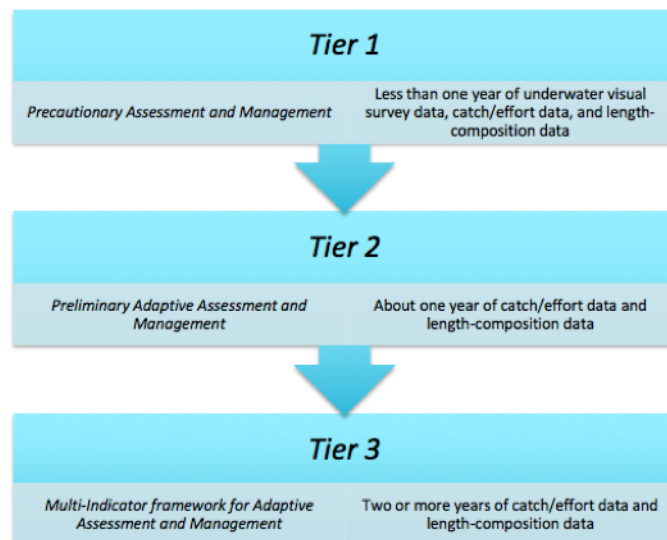 Tier 1
Precautionary Assessment and Management
Less than one year of underwater visual
survey data, catch/effort data, and length-
composition data
Tier 2
Preliminary Adaptive Assessment and
Management
About one year of catch/effort data and
length-composition data
Tier 3
Multi-Indicator framework for Adaptive
Assessment and Management
Two or more years of catch/effort data and
length-composition data